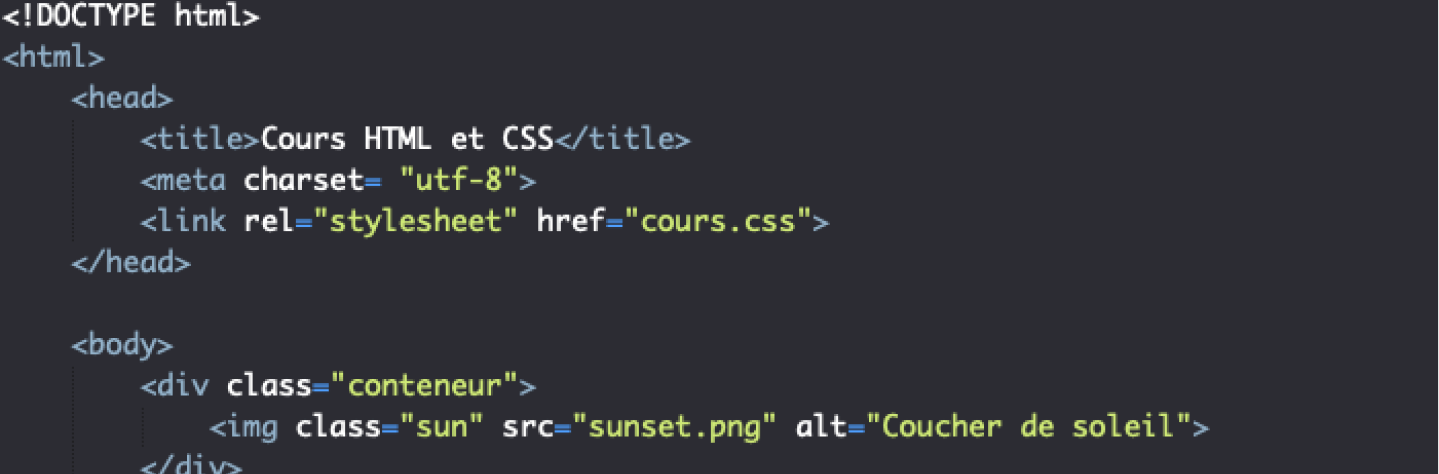 <!DOCTYPE html>
<html>
<head>
<title>Cours HTML et CSS</title>
<meta charset= "utf-8">
<link rel="stylesheet" href="cours.css">
</head>
<body>
<div class="conteneur">
<img class="sun" src="sunset.png" alt="Coucher de soleil">
</div>